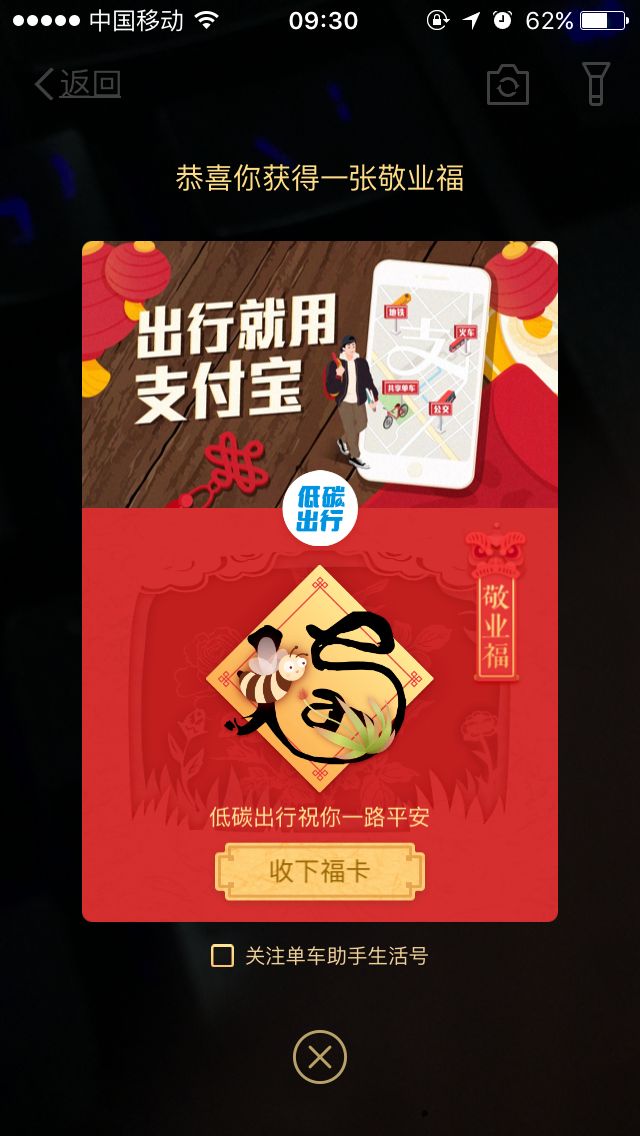 中国移动 09:30 62%
返回
恭喜你获得一张敬业福
出行就用
支付宝
地铁
火车
支
共享单车
公交
低碳
出行
敬业福
福
低碳出行祝你一路平安
收下福卡
关注单车助手生活号